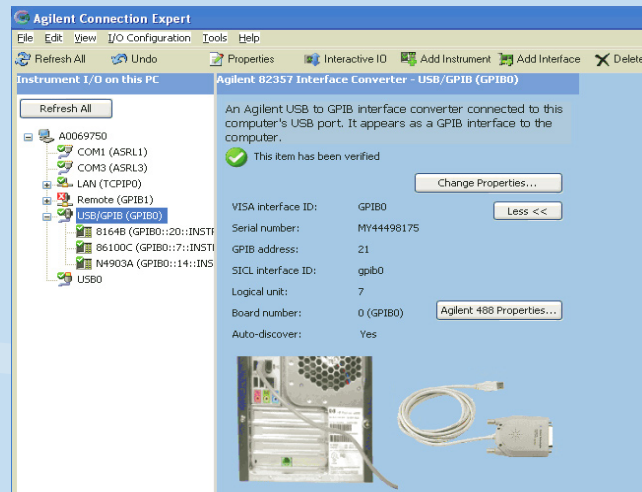 Agilent Connection Expert
File Edit View I/O Configuration Tools Help
Refresh All Undo Properties Interactive IO Add Instrument Add Interface Delete
Instrument I/O on this PC
Agilent 82357 Interface Converter - USB/GPIB (GPIB0)
Refresh All
An Agilent USB to GPIB interface converter connected to this
computer's USB port. It appears as a GPIB interface to the
computer.
This item has been verified
Change Properties...
A0069750
COM1 (ASRL1)
COM3 (ASRL3)
LAN (TCPIP0)
Remote (GPIB1)
USB/GPIB (GPIB0)
8164B (GPIB0::20::INSTR
86100C (GPIB0::7::INSTI
N4903A (GPIB0::14::INS
USB0
VISA interface ID: GPIB0
Less <<
Serial number: MY44498175
GPIB address: 21
SICL interface ID: gpib0
Logical unit: 7
Board number: 0 (GPIB0)
Agilent 488 Properties...
Auto-discover: Yes